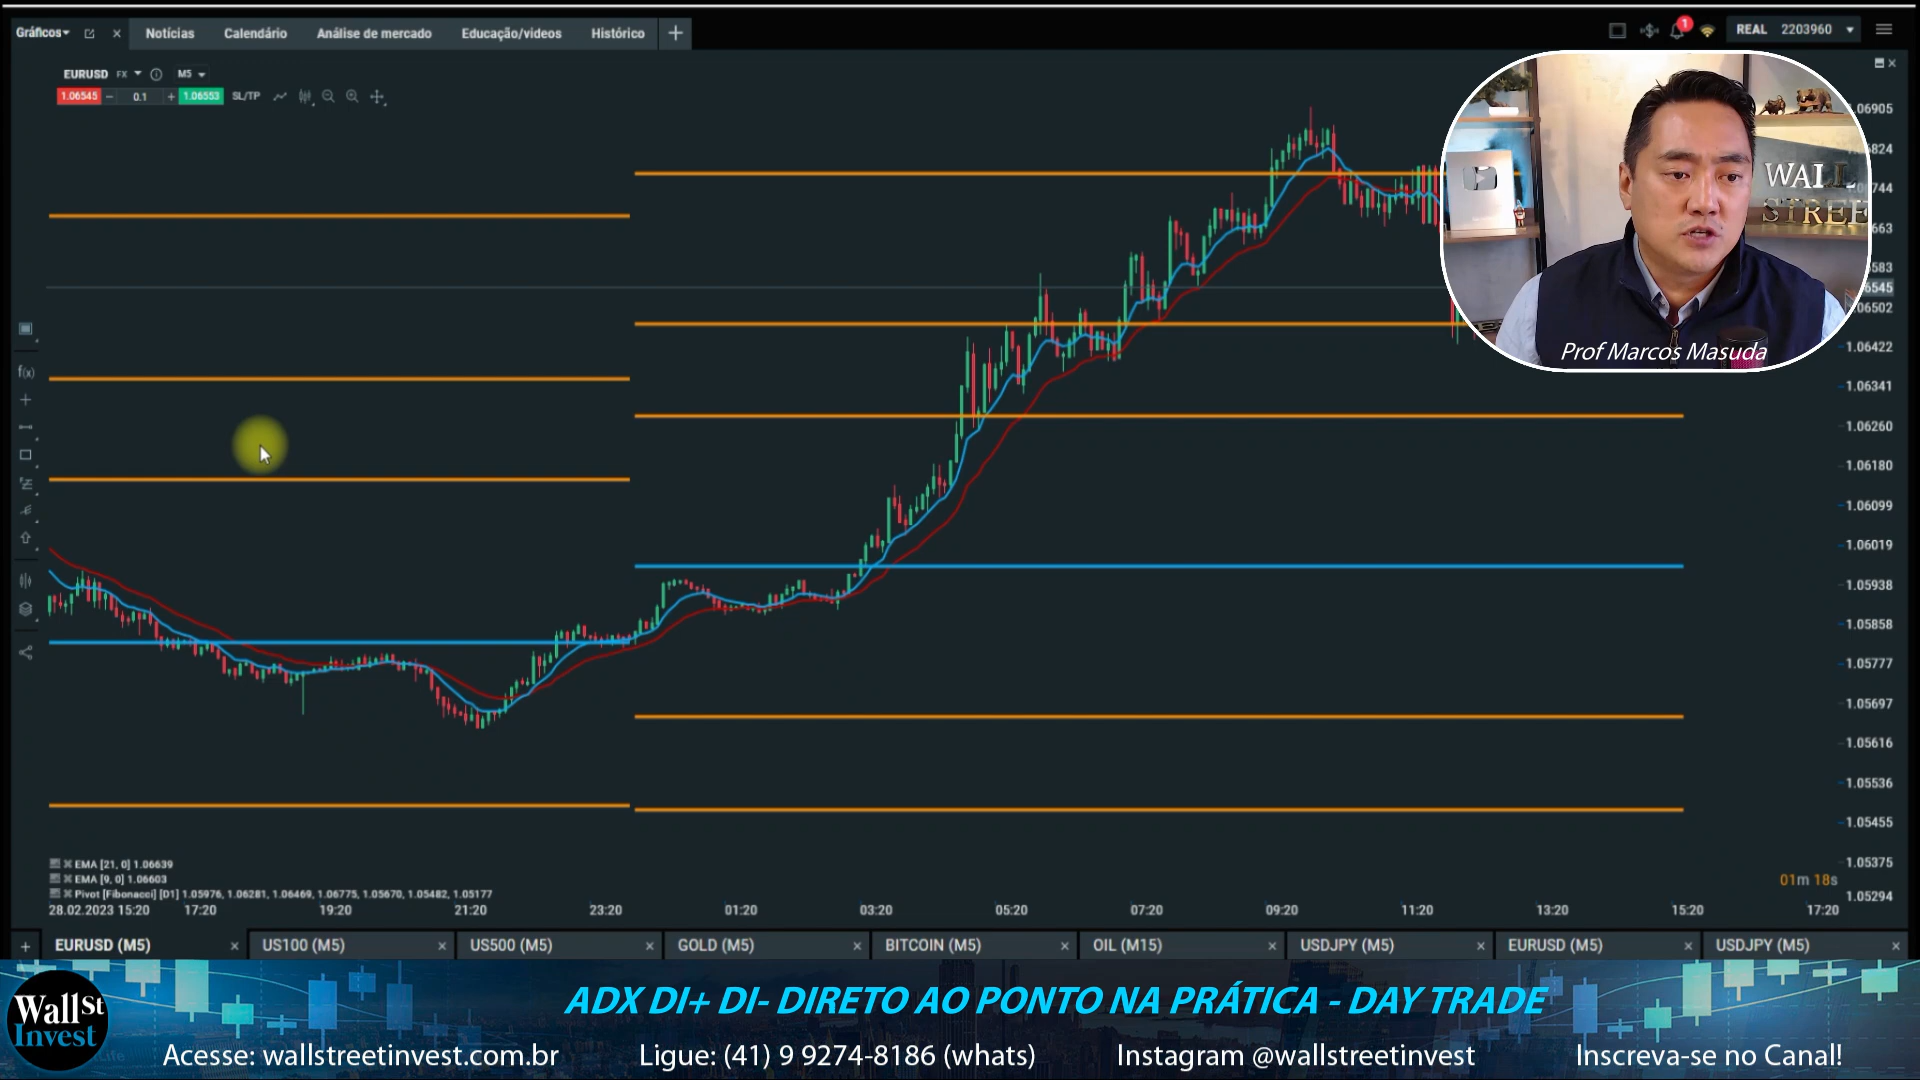 Gráficos
Notícias
Calendário
Análise de mercado
Educação/videos
Histórico
1
REAL 2203960
EURUSD FX M5
1.06545 0.1 1.06553 SL/TP
1.06905
WALL
STREE
Prof Marcos Masuda
1.06422
1.06341
1.06260
1.06180
1.06099
1.06019
1.05938
1.05858
1.05777
1.05697
1.05616
1.05536
1.05455
1.05375
1.05294
f(x)
EMA [21, 0] 1.06639
EMA [9, 0] 1.06603
Pivot [Fibonacci] [D1] 1.05976, 1.06281, 1.06469, 1.06775, 1.05670, 1.05482, 1.05177
01m 18s
28.02.2023 15:20 17:20 19:20 21:20 23:20 01:20 03:20 05:20 07:20 09:20 11:20 13:20 15:20 17:20
EURUSD (M5) US100 (M5) US500 (M5) GOLD (M5) BITCOIN (M5) OIL (M15) USDJPY (M5) EURUSD (M5) USDJPY (M5)
WallSt
Invest
ADX DI+ DI- DIRETO AO PONTO NA PRÁTICA - DAY TRADE
Acesse: wallstreetinvest.com.br Ligue: (41) 9 9274-8186 (whats) Instagram @wallstreetinvest Inscreva-se no Canal!